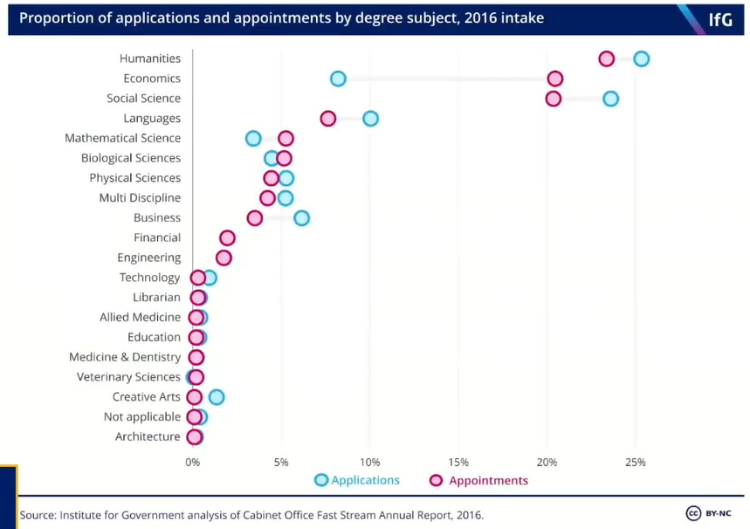 Proportion of applications and appointments by degree subject, 2016 intake
IfG
Humanities
Economics
Social Science
Languages
Mathematical Science
Biological Sciences
Physical Sciences
Multi Discipline
Business
Financial
Engineering
Technology
Librarian
Allied Medicine
Education
Medicine & Dentistry
Veterinary Sciences
Creative Arts
Not applicable
Architecture
0% 5% 10% 15% 20% 25%
Applications Appointments
Source: Institute for Government analysis of Cabinet Office Fast Stream Annual Report, 2016.
cc BY-NC